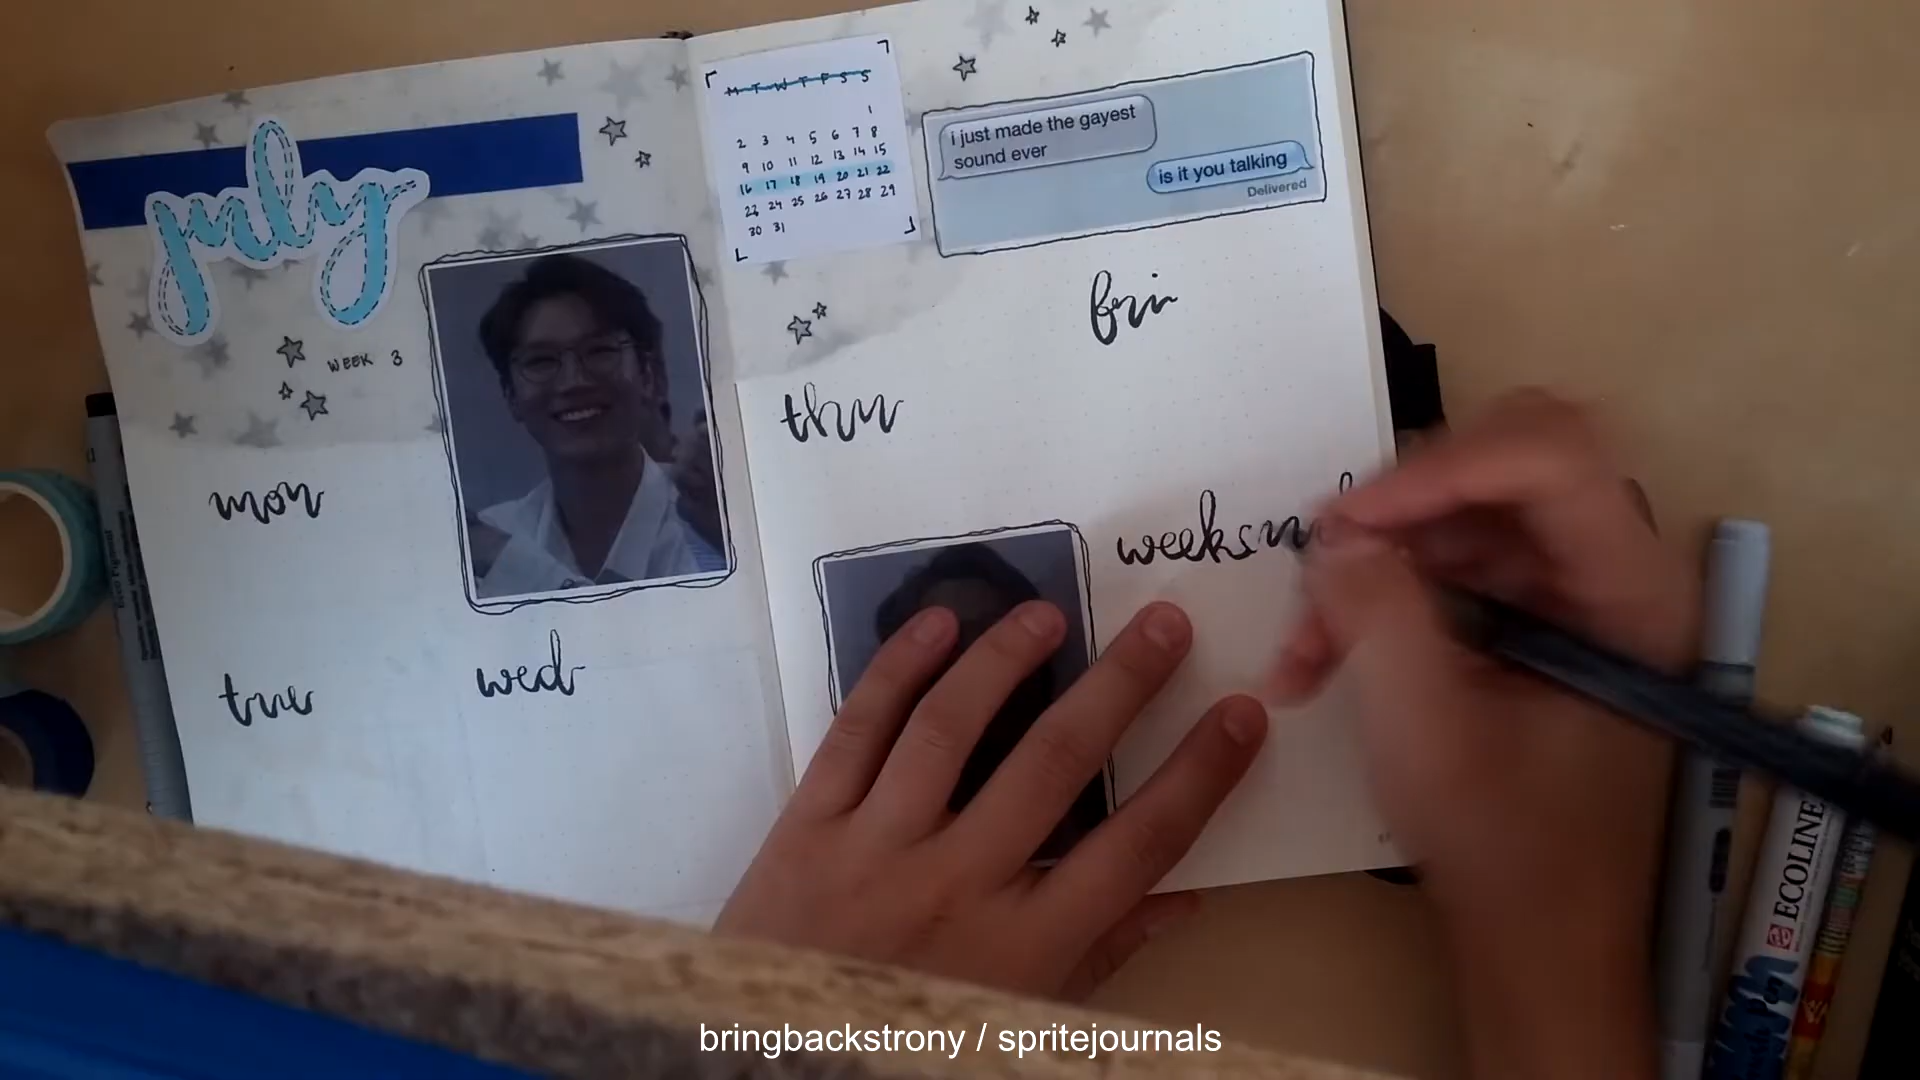 july
WEEK 3
mon
tue
wed
M T W T F S S
1
2 3 4 5 6 7 8
9 10 11 12 13 14 15
16 17 18 19 20 21 22
23 24 25 26 27 28 29
30 31
i just made the gayest
sound ever
is it you talking
Delivered
fri
thu
ECOLINE
bringbackstrony / spritejournals